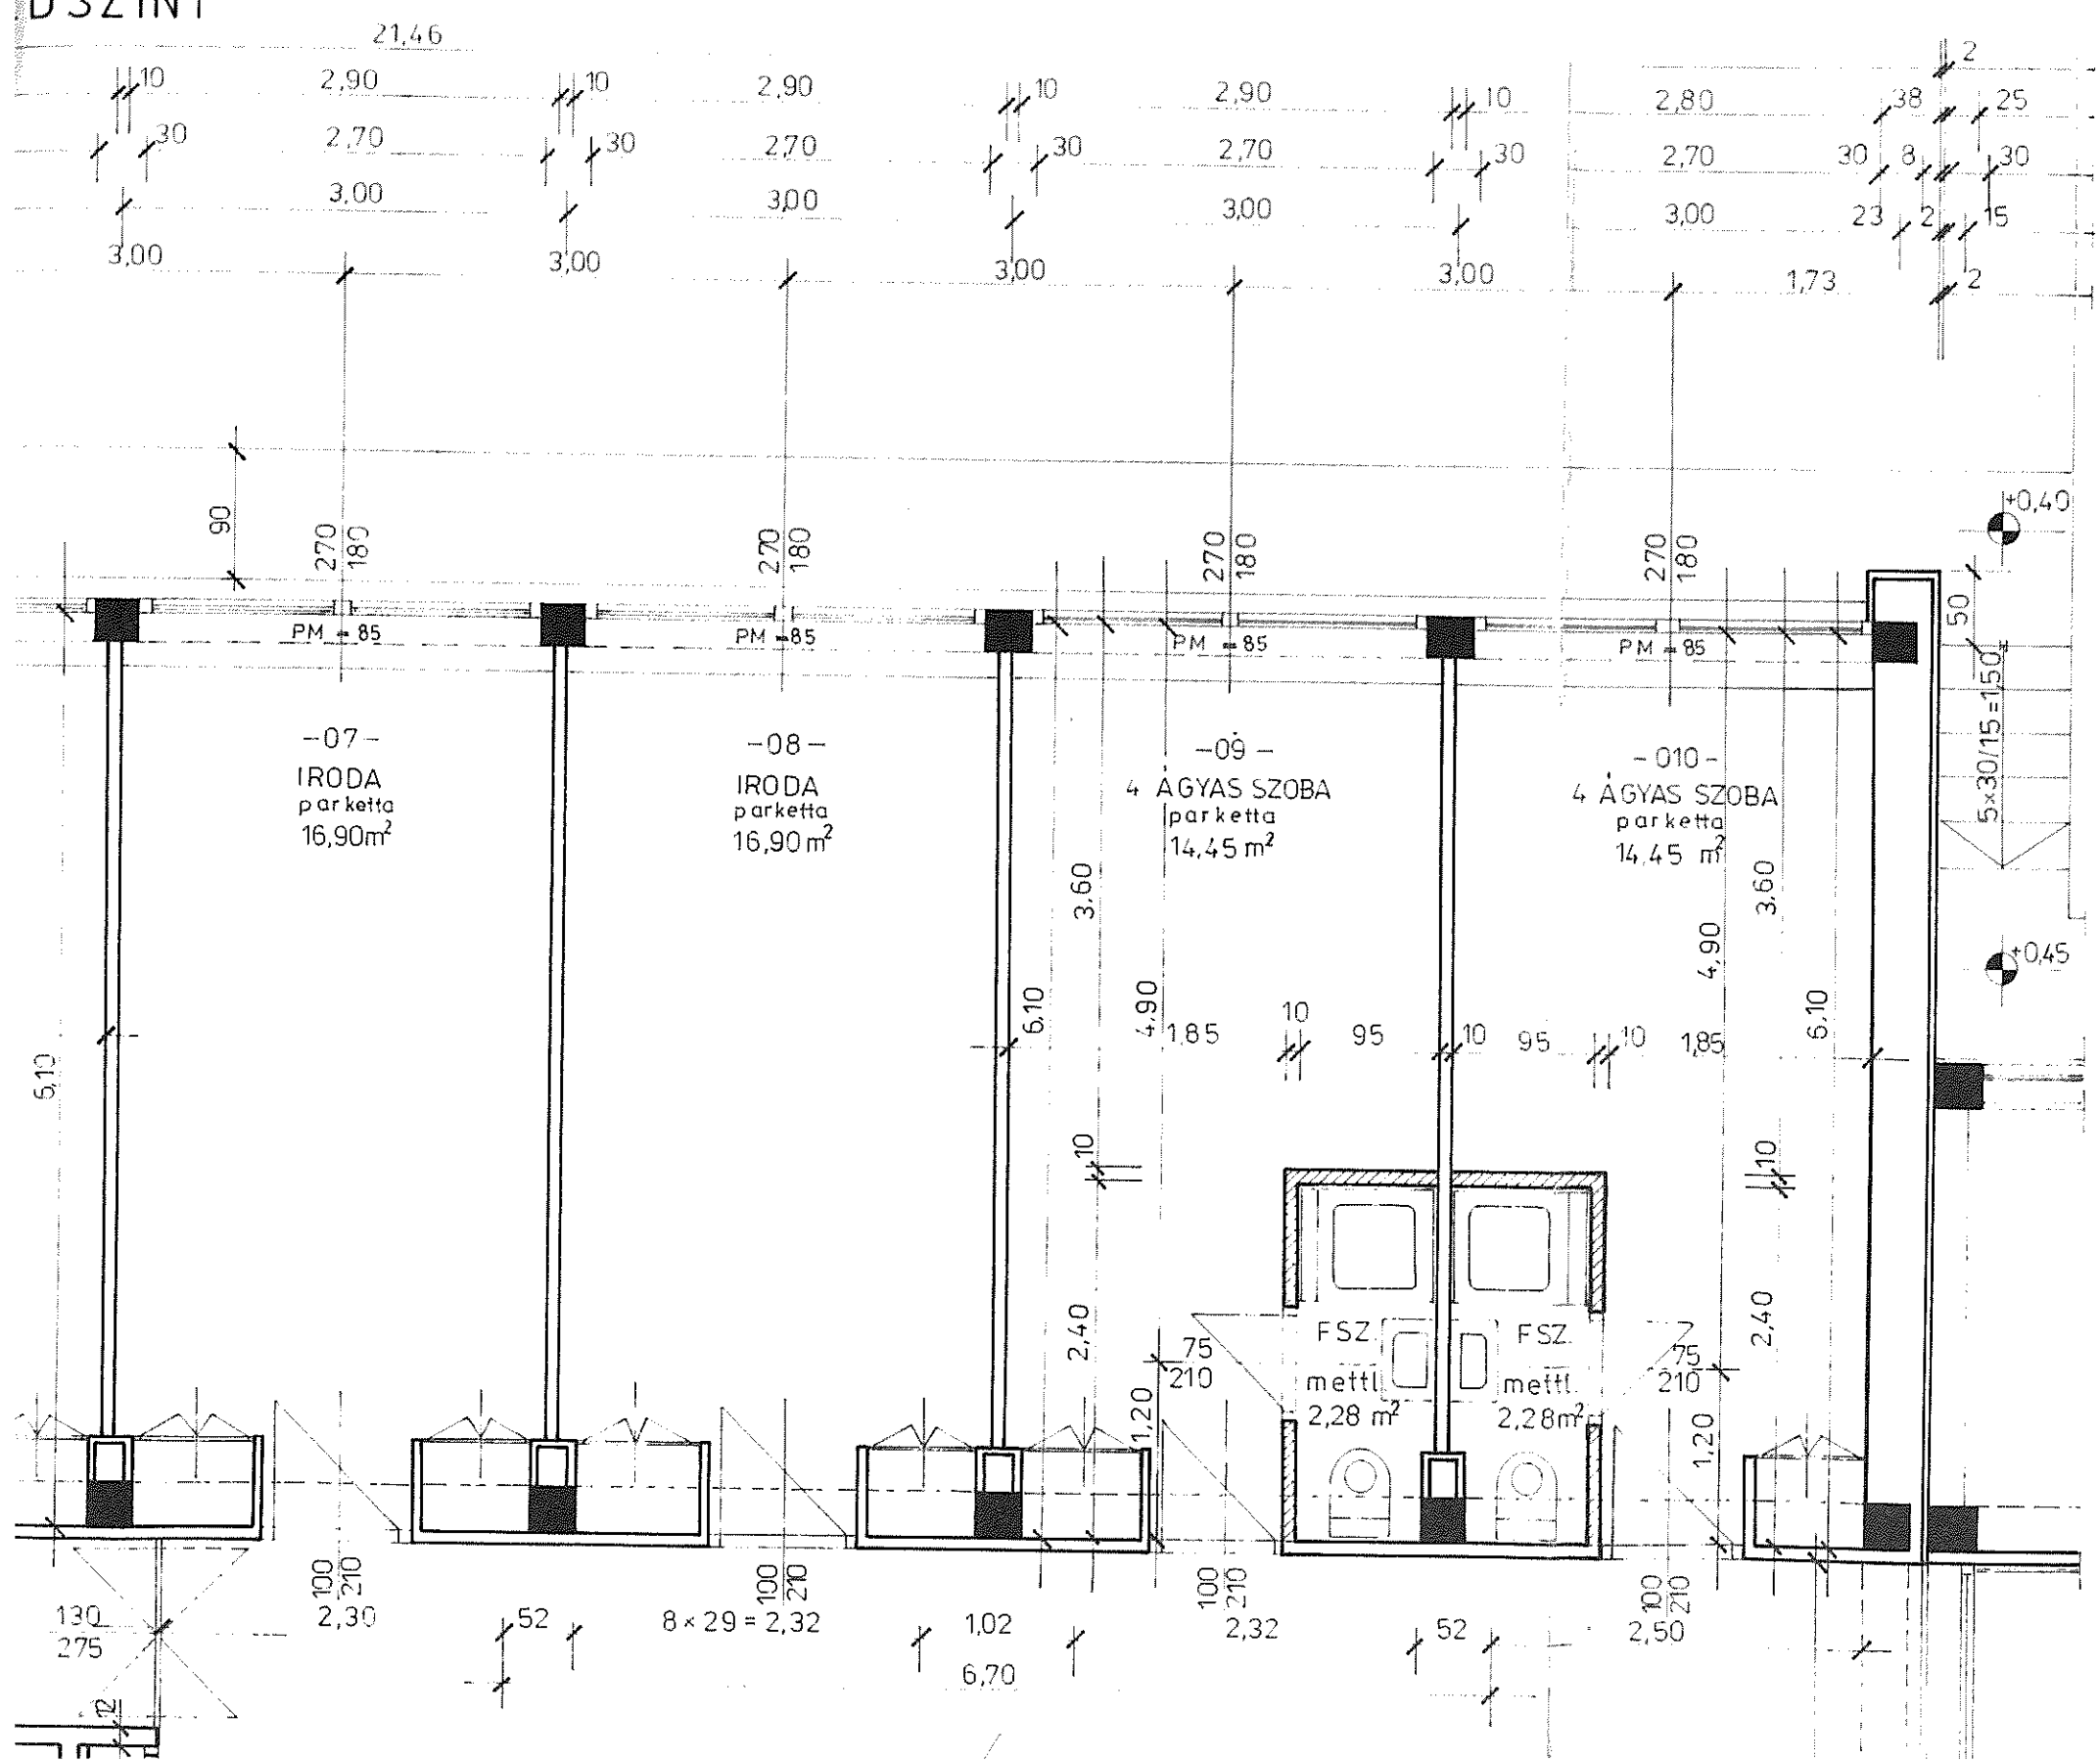 DSZINT
21,46
2
10 2,90 10 2,90 10 2,90 10 2,80 38 25
30 2,70 30 2,70 30 2,70 30 2,70 30 8 30
3,00 3,00 3,00 3,00 23 2 15
3,00 3,00 3,00 3,00 1,73 2
90
270 180
270 180
270 180
270 180
+0,40
50
PM = 85
PM = 85
PM = 85
PM = 85
5×30/15=150
-07-
IRODA
parketta
16,90m²
-08-
IRODA
parketta
16,90m²
-09-
4 ÁGYAS SZOBA
parketta
14,45 m²
-010-
4 ÁGYAS SZOBA
parketta
14,45 m²
3,60
3,60
4,90
+0,45
6,10
4,90
6,10
5,10
1,85 10 95 10 95 10 1,85
10
10
2,40
2,40
FSZ.
mettl.
2,28 m²
FSZ.
mettl.
2,28m²
75
210
75
210
1,20
1,20
100 210
100 210
100 210
100 210
130
275
2,30 52 8×29=2,32 1,02 2,32 52 2,50
6,70
12